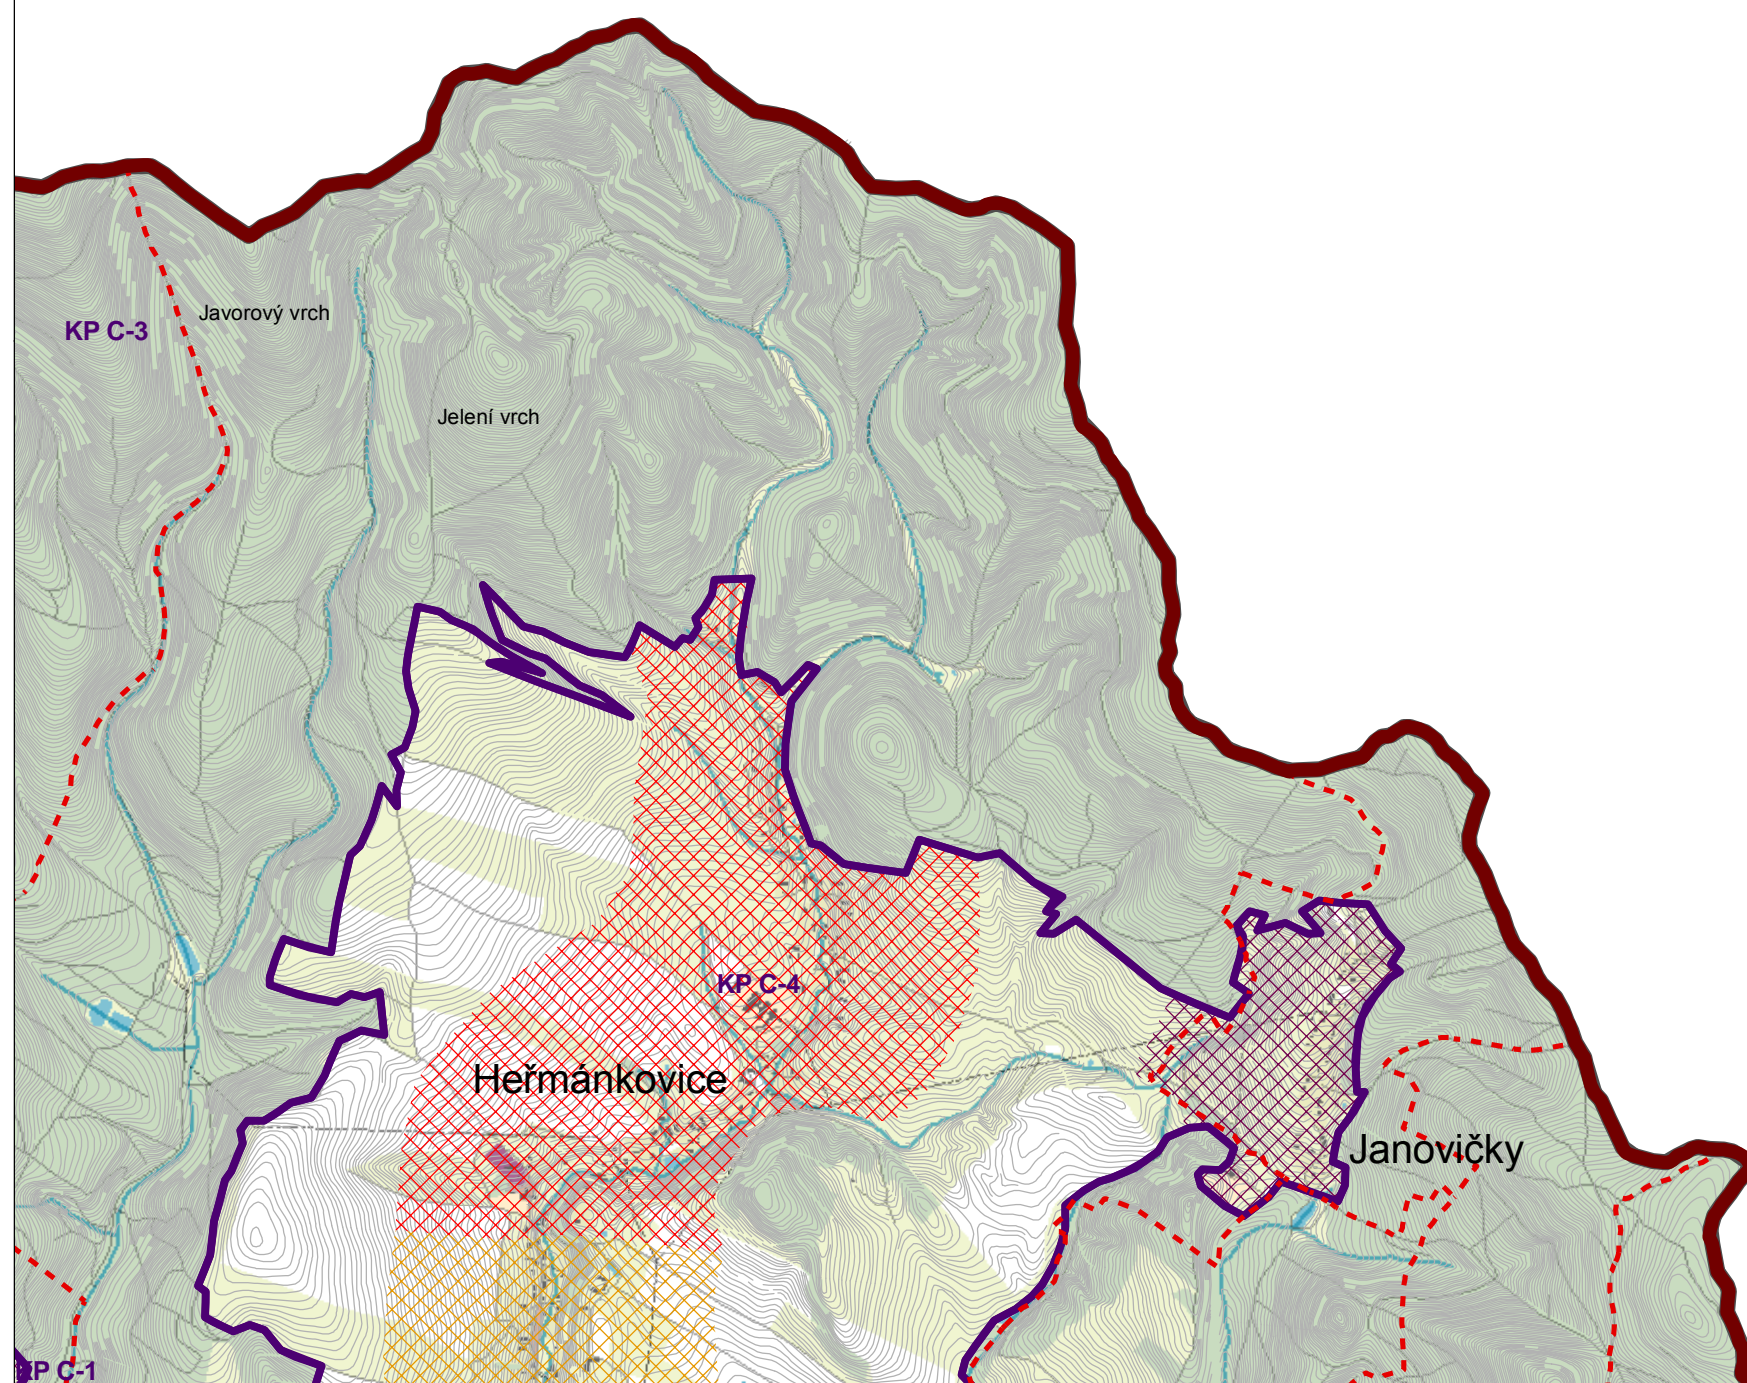 Javorový vrch
KP C-3
Jelení vrch
KP C-4
Heřmánkovice
Janovičky
KP C-1